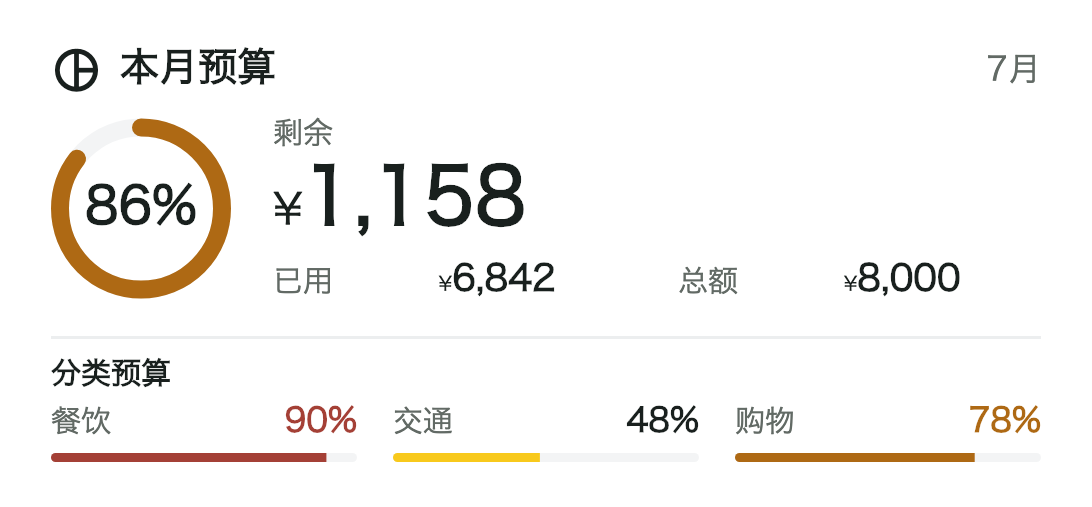 本月预算 7月
86%
剩余
¥1,158
已用 ¥6,842 总额 ¥8,000
分类预算
餐饮 90% 交通 48% 购物 78%